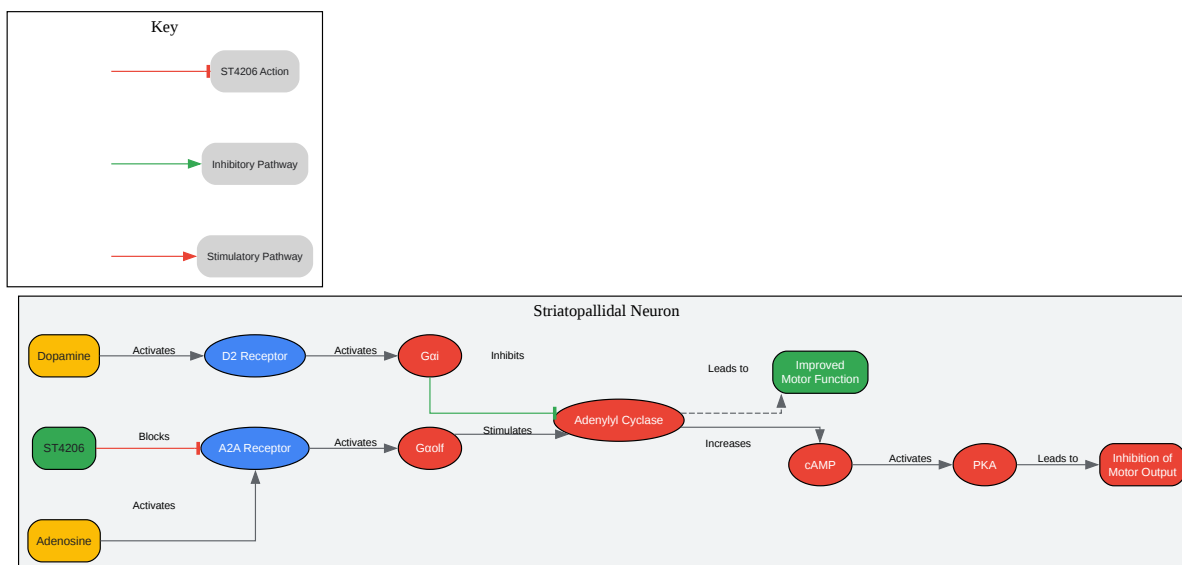 Key
ST4206 Action
Inhibitory Pathway
Stimulatory Pathway
Striatopallidal Neuron
Dopamine
Activates
D2 Receptor
Activates
Gαi
Inhibits
Leads to
Improved
Motor Function
ST4206
Blocks
A2A Receptor
Activates
Gαolf
Stimulates
Adenylyl Cyclase
Increases
cAMP
Activates
PKA
Leads to
Inhibition of
Motor Output
Activates
Adenosine